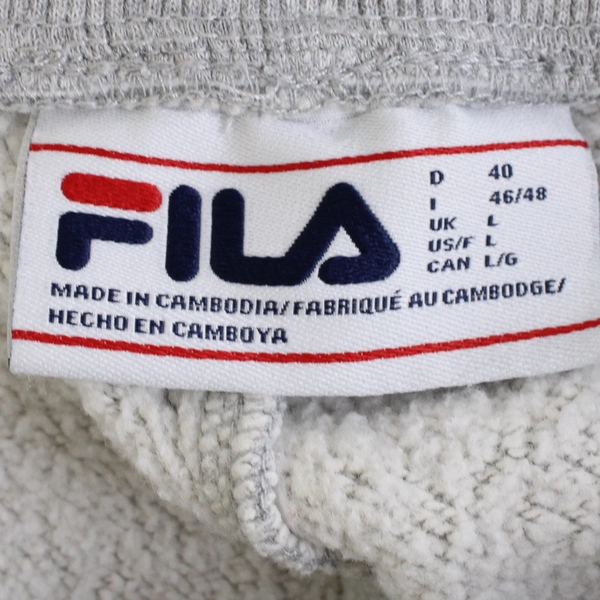 FILA
D 40
I 46/48
UK L
US/F L
CAN L/G
MADE IN CAMBODIA/FABRIQUÉ AU CAMBODGE/
HECHO EN CAMBOYA